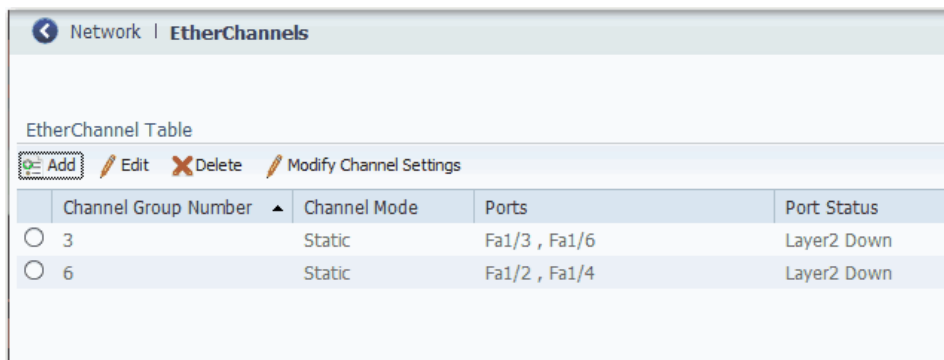 Network | EtherChannels
EtherChannel Table
Add Edit Delete Modify Channel Settings
Channel Group Number Channel Mode Ports Port Status
3 Static Fa1/3 , Fa1/6 Layer2 Down
6 Static Fa1/2 , Fa1/4 Layer2 Down